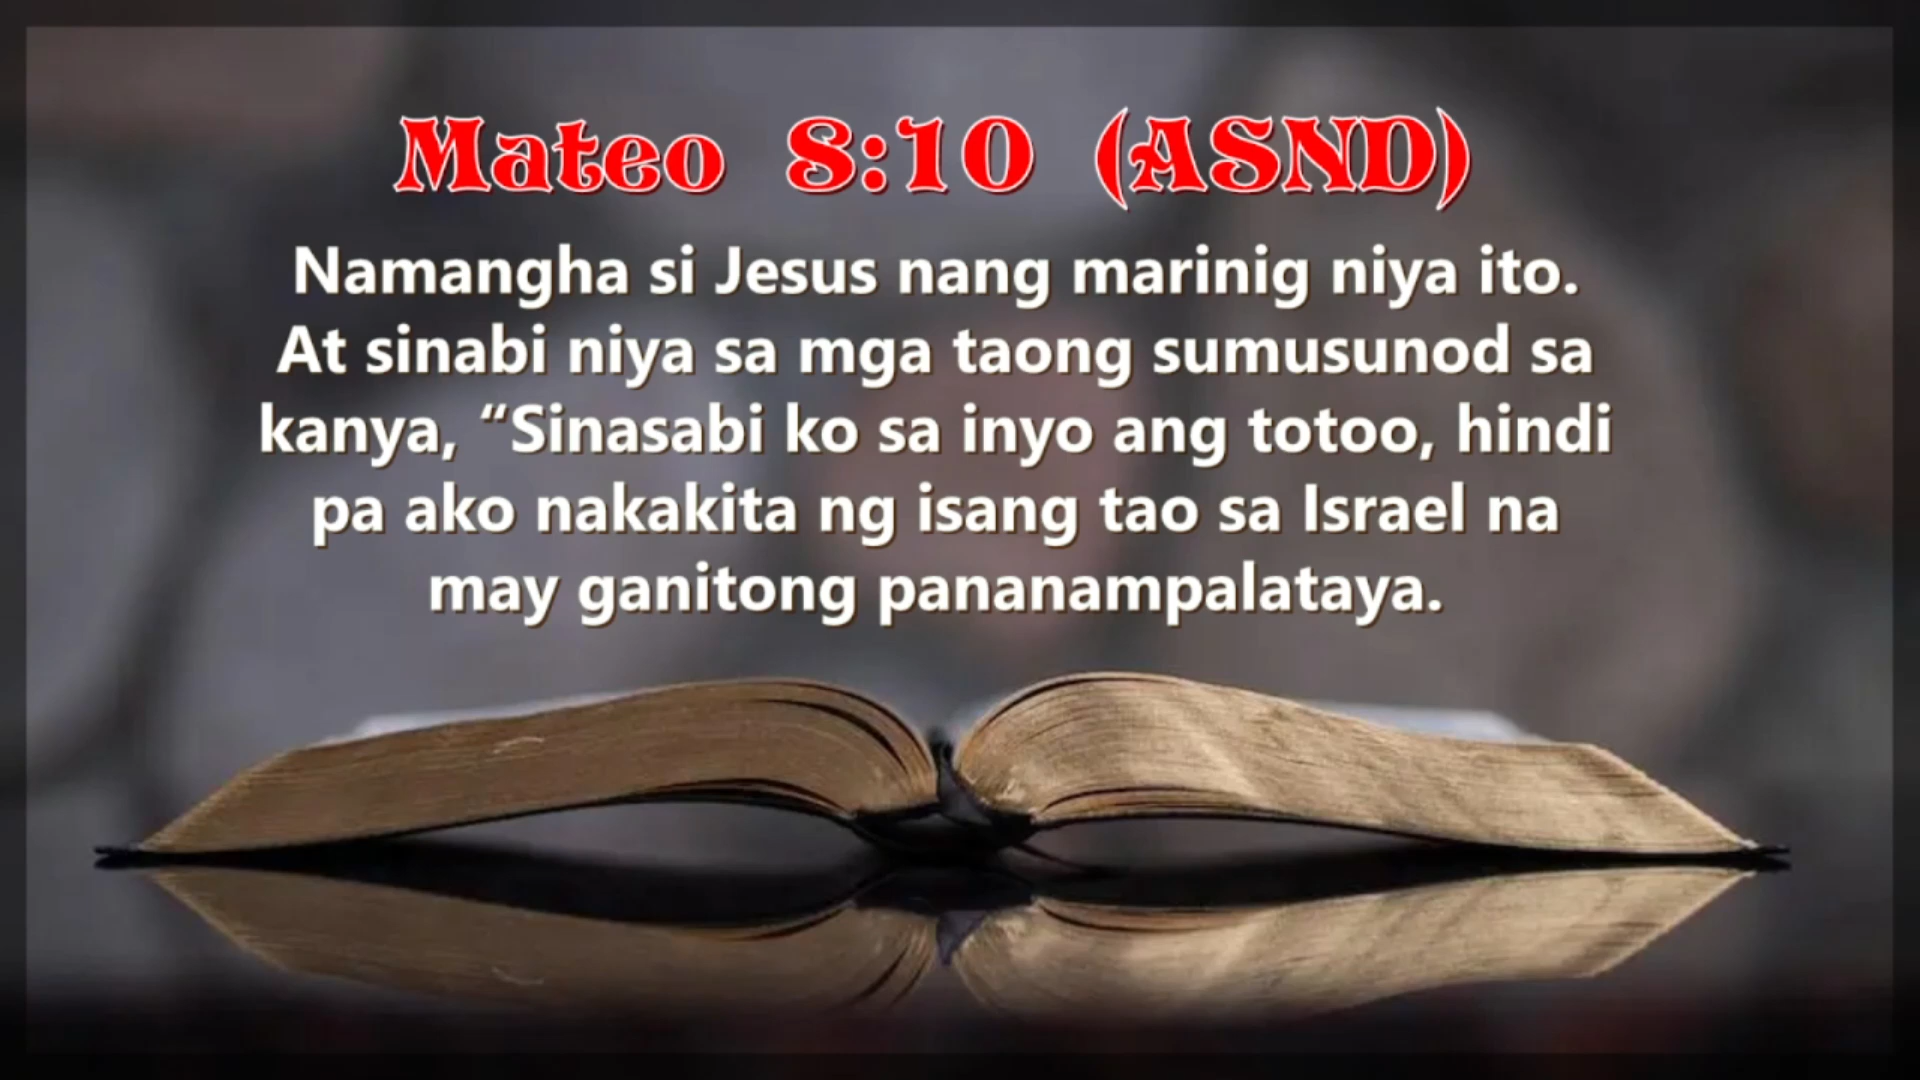 Mateo 8:10 (ASND)
Namangha si Jesus nang marinig niya ito.
At sinabi niya sa mga taong sumusunod sa
kanya, “Sinasabi ko sa inyo ang totoo, hindi
pa ako nakakita ng isang tao sa Israel na
may ganitong pananampalataya.